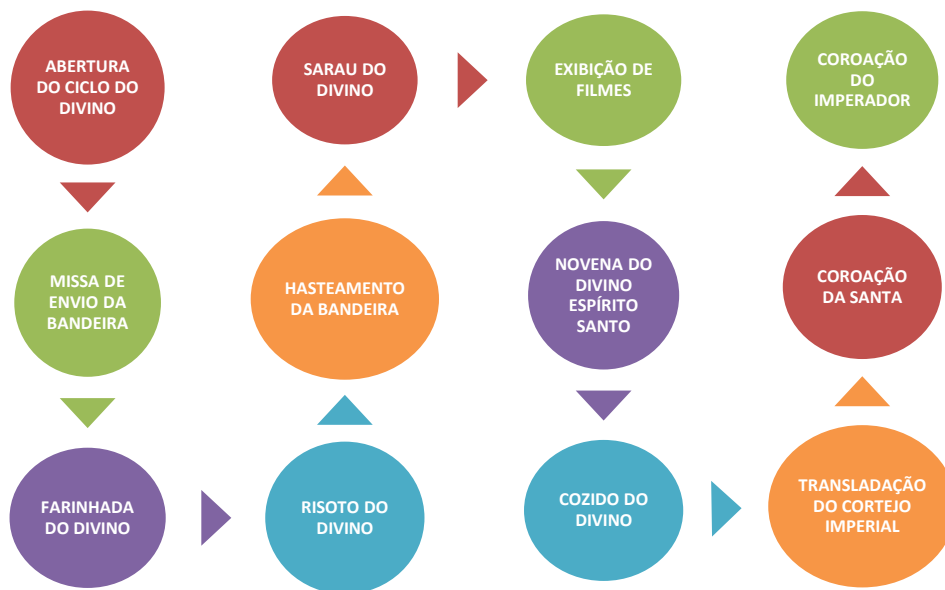 ABERTURA
DO CICLO DO
DIVINO
MISSA DE
ENVIO DA
BANDEIRA
FARINHADA
DO DIVINO
RISOTO DO
DIVINO
HASTEAMENTO
DA BANDEIRA
SARAU DO
DIVINO
EXIBIÇÃO DE
FILMES
NOVENA DO
DIVINO
ESPÍRITO
SANTO
COZIDO DO
DIVINO
TRANSLADAÇÃO
DO CORTEJO
IMPERIAL
COROAÇÃO
DA SANTA
COROAÇÃO
DO
IMPERADOR